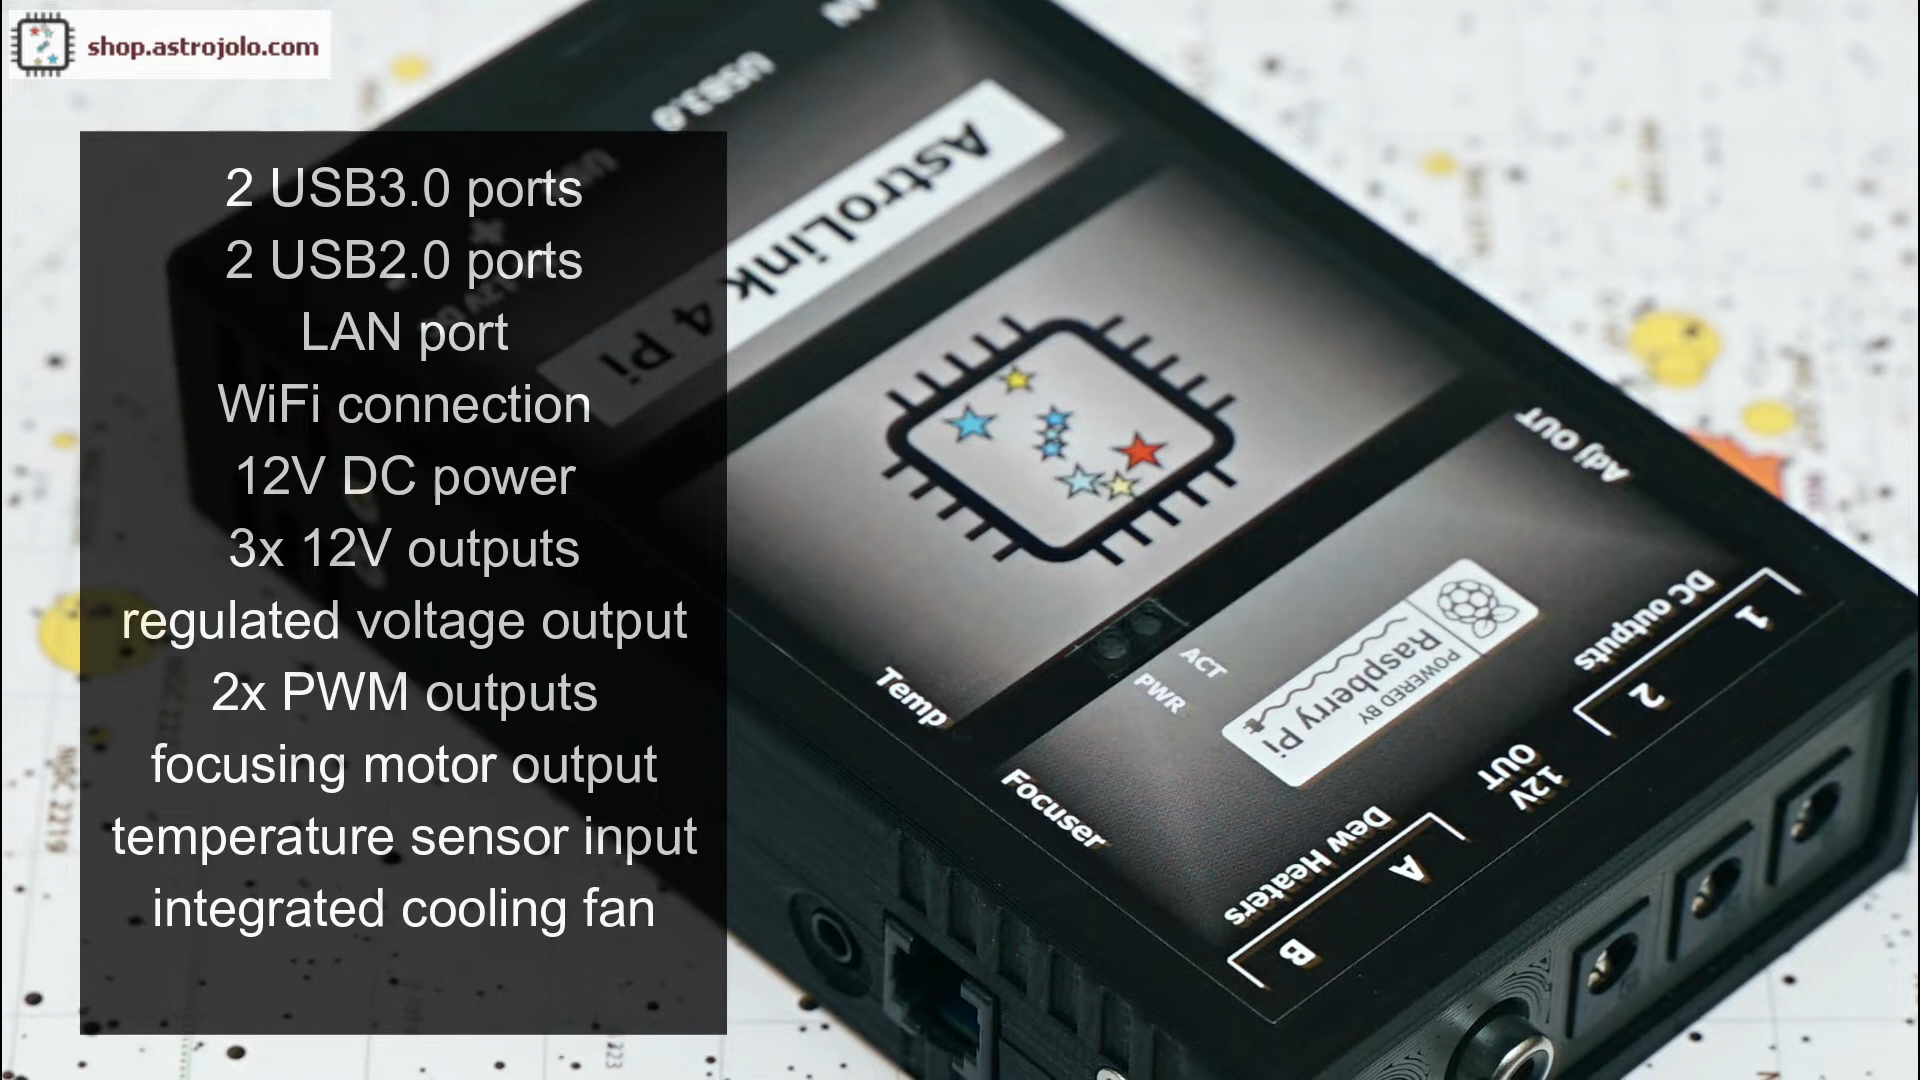 shop.astrojolo.com
2 USB3.0 ports
2 USB2.0 ports
LAN port
WiFi connection
12V DC power
3x 12V outputs
regulated voltage output
2x PWM outputs
focusing motor output
temperature sensor input
integrated cooling fan
USB3.0
AstroLink 4 Pi
Adj OUT
DC outputs
1
2
12V
OUT
POWERED BY
Raspberry Pi
ACT
PWR
Temp
Focuser
Dew Heaters
A
B
NGC 2219